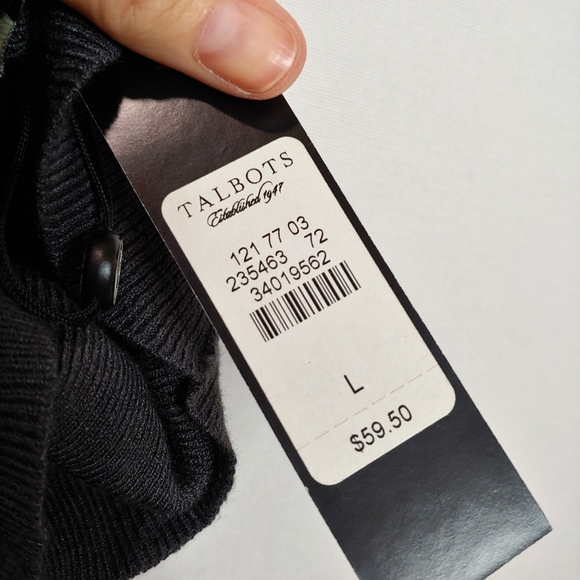 TALBOTS
Established 1947
121 77 03
235463 72
34019562
L
$59.50